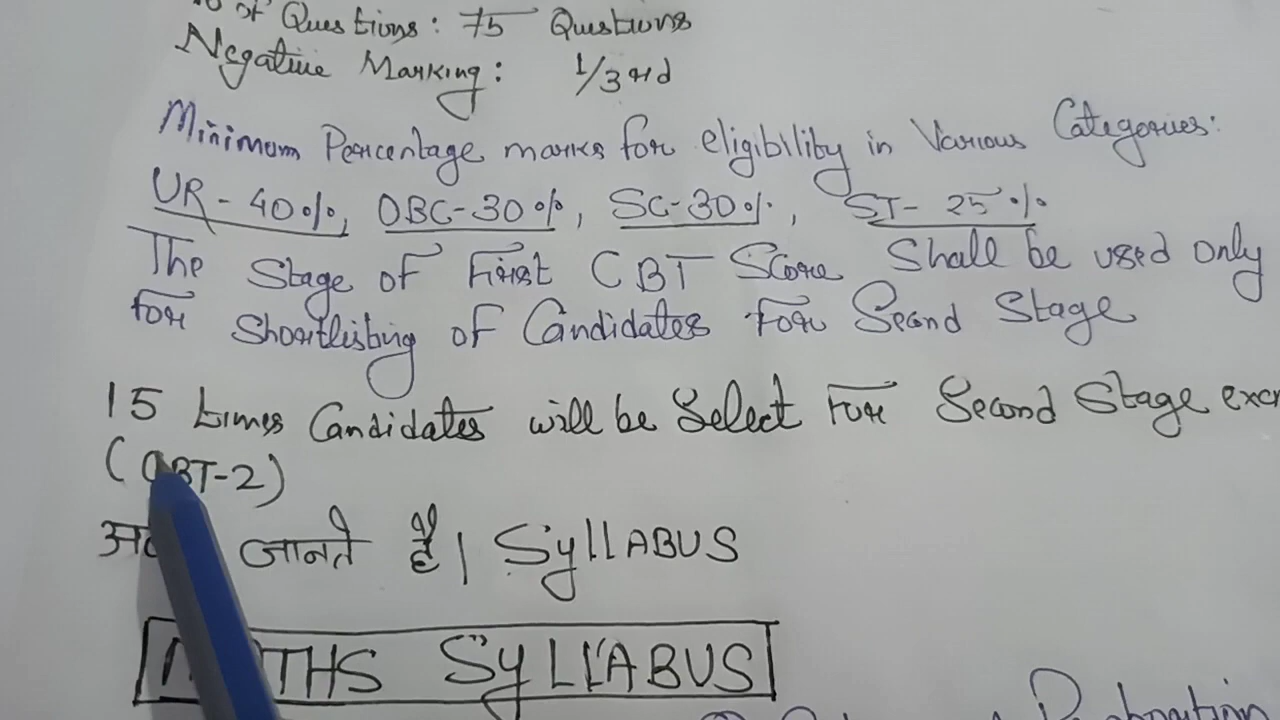 of Questions: 75 Questions
Negative Marking: 1/3rd
Minimum Percentage marks for eligibility in Various Categories:
UR - 40%, OBC-30%, SC-30%, ST- 25%
The Stage of First CBT Score Shall be used Only
for Shortlisting of Candidates For Second Stage
15 times Candidates will be Select For Second Stage
(CBT-2)
जानते हैं। SyllABUS
SyLLABUS